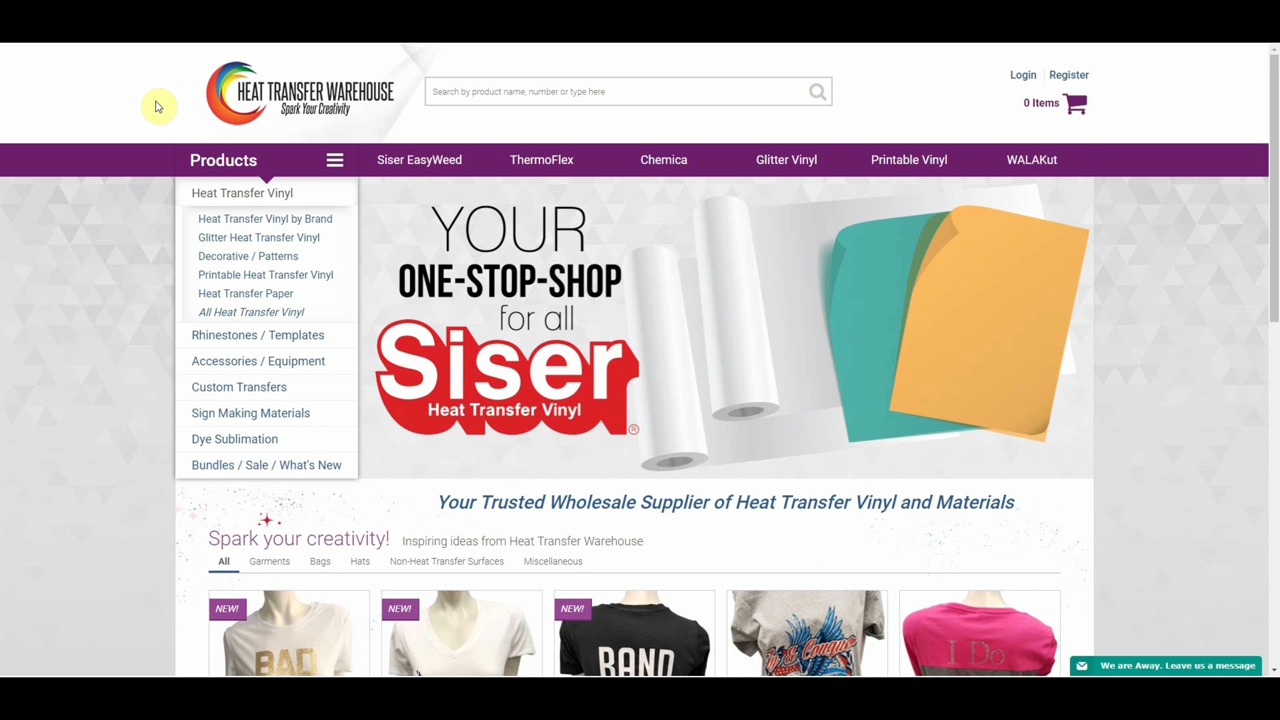 HEAT TRANSFER WAREHOUSE
Spark Your Creativity
Search by product name, number or type here
Login
Register
0 Items
Products
Siser EasyWeed
ThermoFlex
Chemica
Glitter Vinyl
Printable Vinyl
WALAKut
Heat Transfer Vinyl
Heat Transfer Vinyl by Brand
Glitter Heat Transfer Vinyl
Decorative / Patterns
Printable Heat Transfer Vinyl
Heat Transfer Paper
All Heat Transfer Vinyl
Rhinestones / Templates
Accessories / Equipment
Custom Transfers
Sign Making Materials
Dye Sublimation
Bundles / Sale / What's New
YOUR
ONE-STOP-SHOP
for all
Siser
Heat Transfer Vinyl
®
Your Trusted Wholesale Supplier of Heat Transfer Vinyl and Materials
Spark your creativity! Inspiring ideas from Heat Transfer Warehouse
All
Garments
Bags
Hats
Non-Heat Transfer Surfaces
Miscellaneous
NEW!
NEW!
NEW!
BAD
BAND
I Do
We are Away. Leave us a message